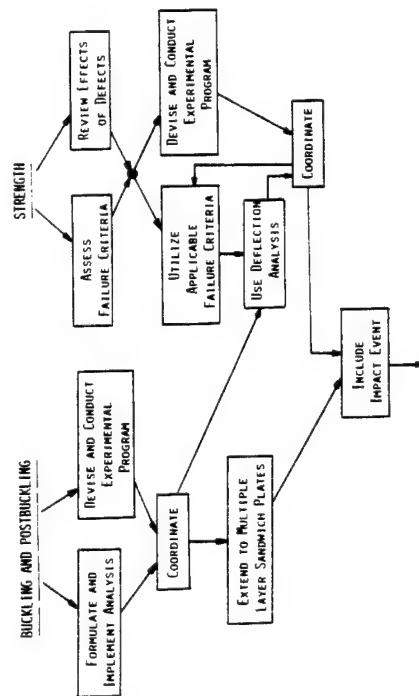 BUCKLING AND POSTBUCKLING
FORMULATE AND
IMPLEMENT ANALYSIS
DEVISE AND CONDUCT
EXPERIMENTAL
PROGRAM
COORDINATE
EXTEND TO MULTIPLE
LAYER SANDWICH PLATES
STRENGTH
ASSESS
FAILURE CRITERIA
REVIEW EFFECTS
OF DEFECTS
UTILIZE
APPLICABLE
FAILURE CRITERIA
DEVISE AND CONDUCT
EXPERIMENTAL
PROGRAM
USE DEFLECTION
ANALYSIS
COORDINATE
INCLUDE
IMPACT EVENT